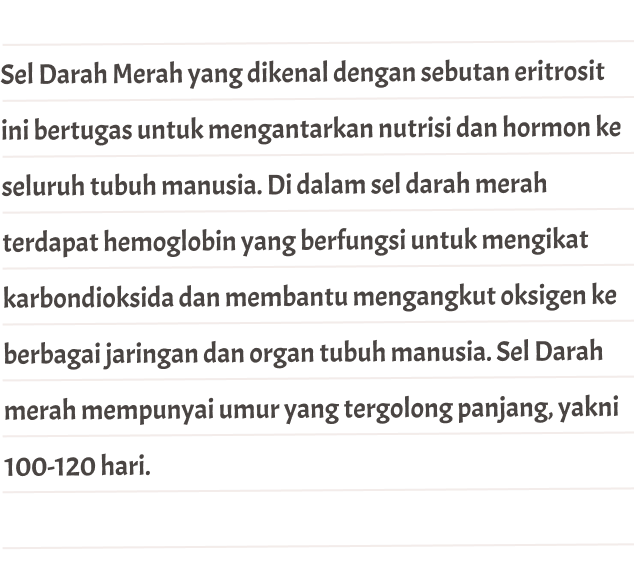 Sel Darah Merah yang dikenal dengan sebutan eritrosit
ini bertugas untuk mengantarkan nutrisi dan hormon ke
seluruh tubuh manusia. Di dalam sel darah merah
terdapat hemoglobin yang berfungsi untuk mengikat
karbondioksida dan membantu mengangkut oksigen ke
berbagai jaringan dan organ tubuh manusia. Sel Darah
merah mempunyai umur yang tergolong panjang, yakni
100-120 hari.